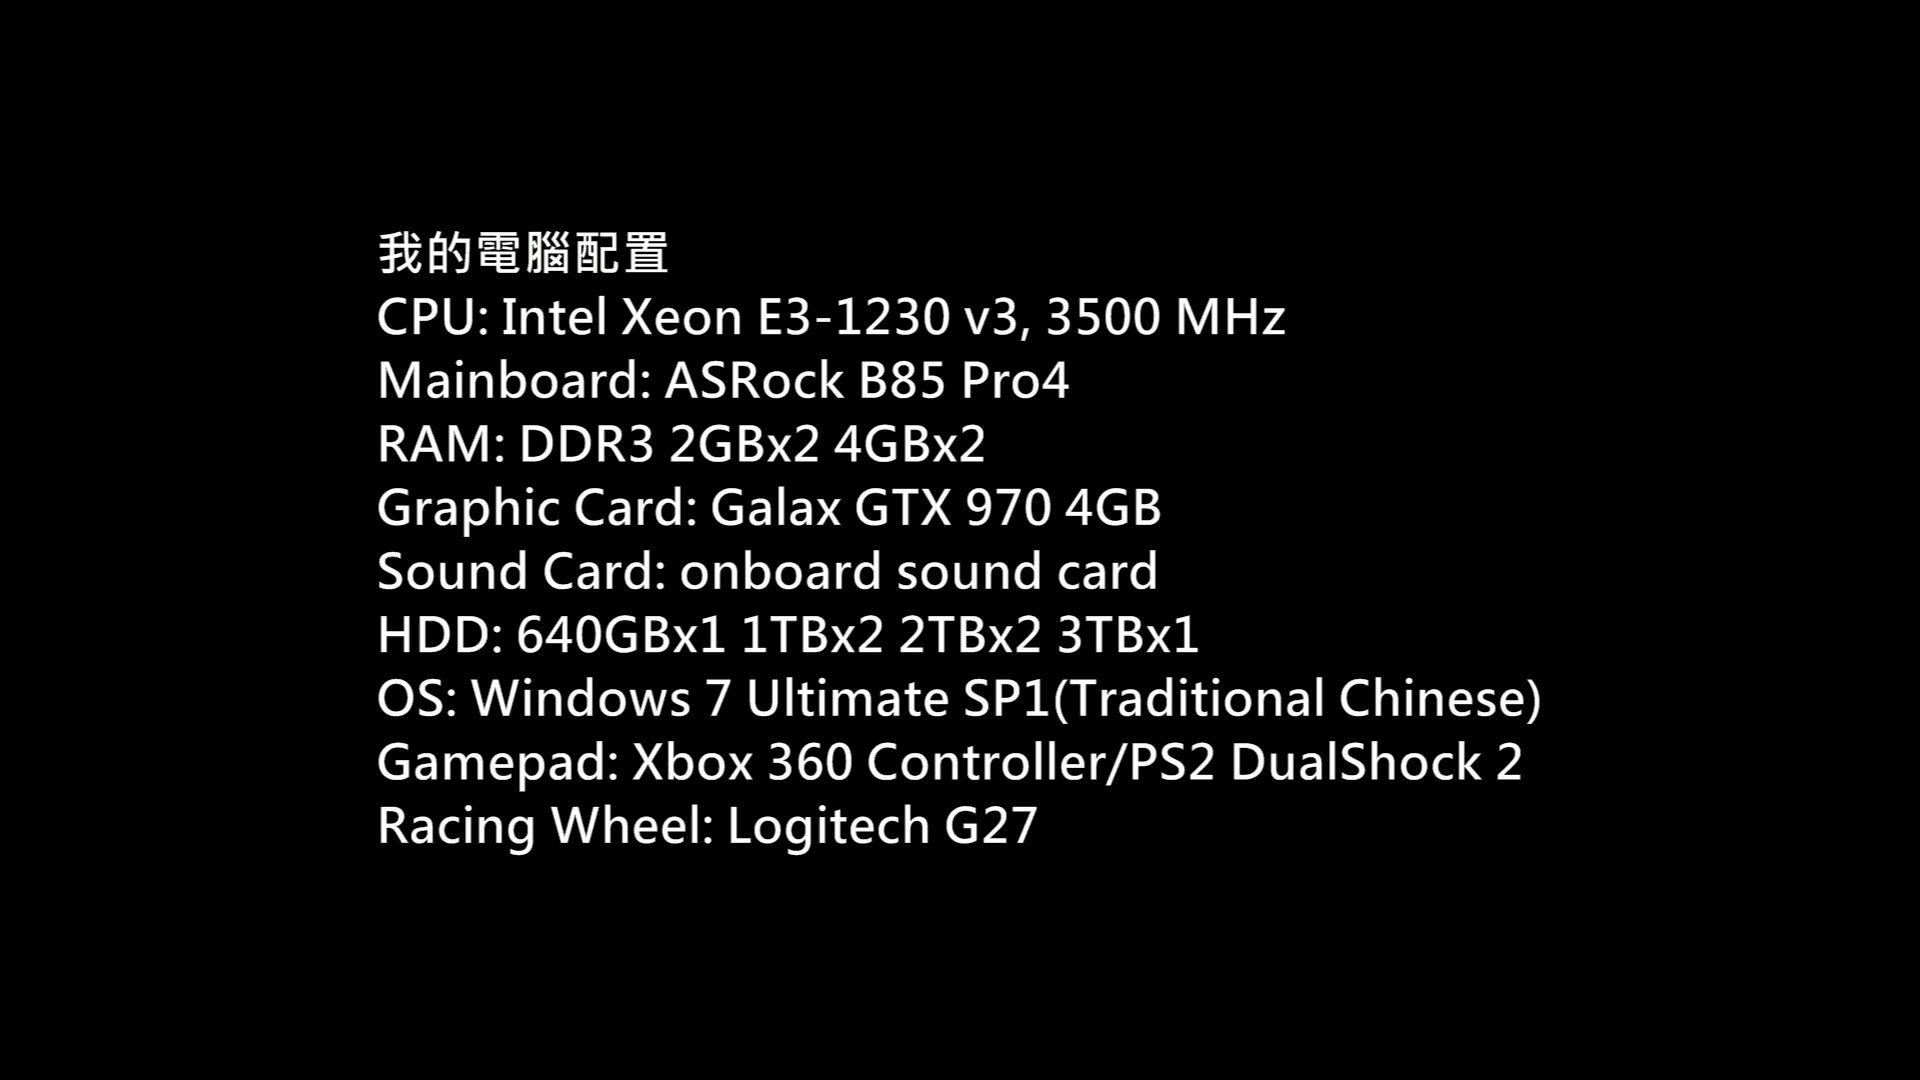 我的電腦配置
CPU: Intel Xeon E3-1230 v3, 3500 MHz
Mainboard: ASRock B85 Pro4
RAM: DDR3 2GBx2 4GBx2
Graphic Card: Galax GTX 970 4GB
Sound Card: onboard sound card
HDD: 640GBx1 1TBx2 2TBx2 3TBx1
OS: Windows 7 Ultimate SP1(Traditional Chinese)
Gamepad: Xbox 360 Controller/PS2 DualShock 2
Racing Wheel: Logitech G27